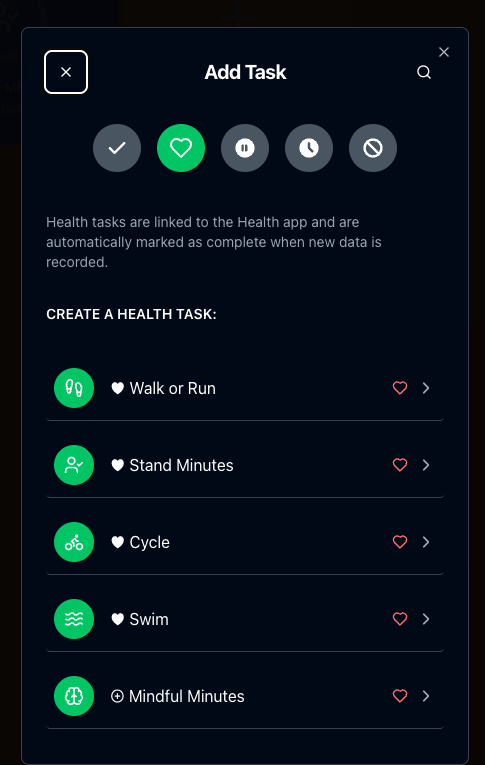 Add Task
Health tasks are linked to the Health app and are
automatically marked as complete when new data is
recorded.
CREATE A HEALTH TASK:
Walk or Run
Stand Minutes
Cycle
Swim
Mindful Minutes